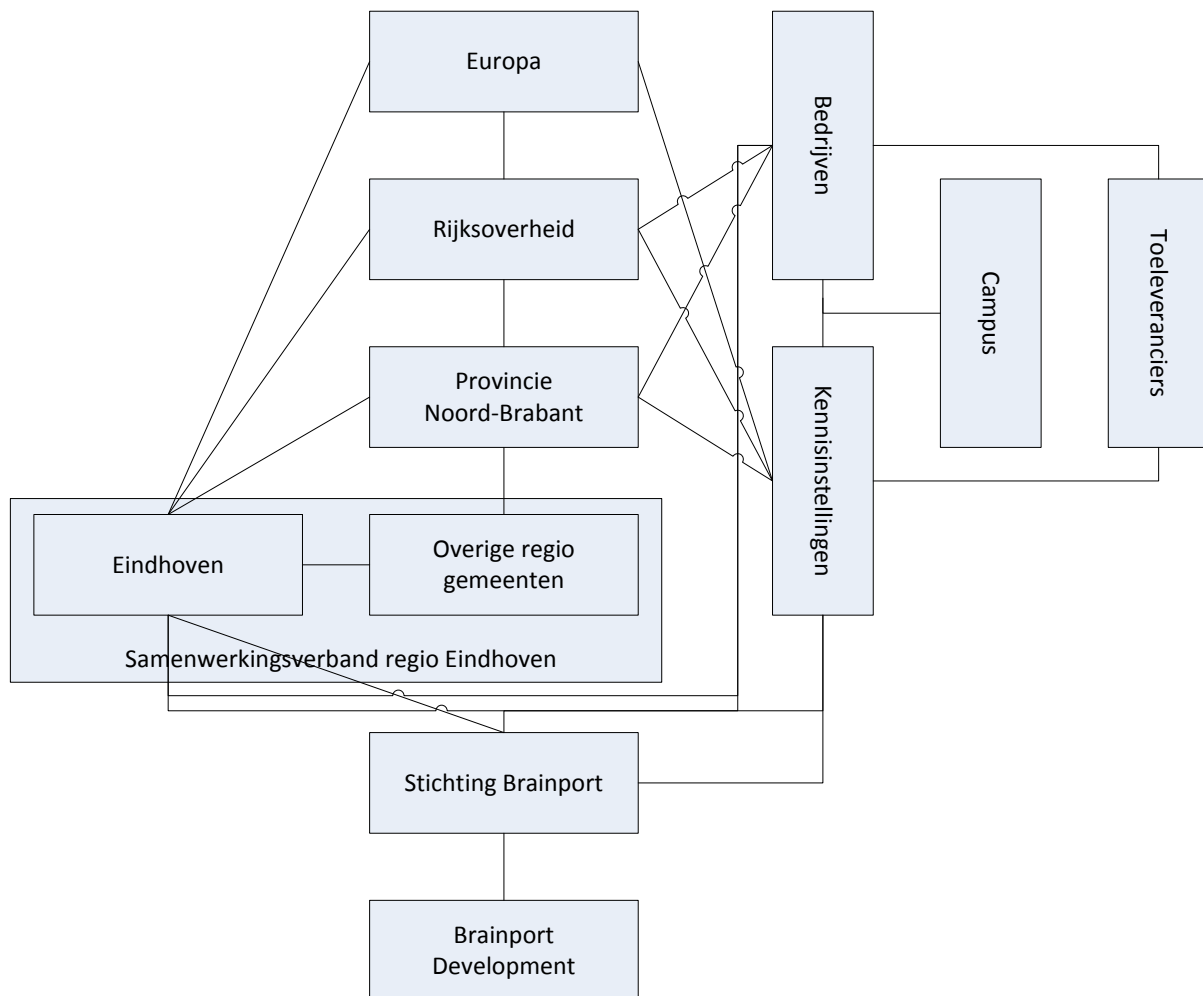 Europa
Bedrijven
Rijksoverheid
Campus
Toeleveranciers
Provincie
Noord-Brabant
Kennisinstellingen
Eindhoven
Overige regio
gemeenten
Samenwerkingsverband regio Eindhoven
Stichting Brainport
Brainport
Development